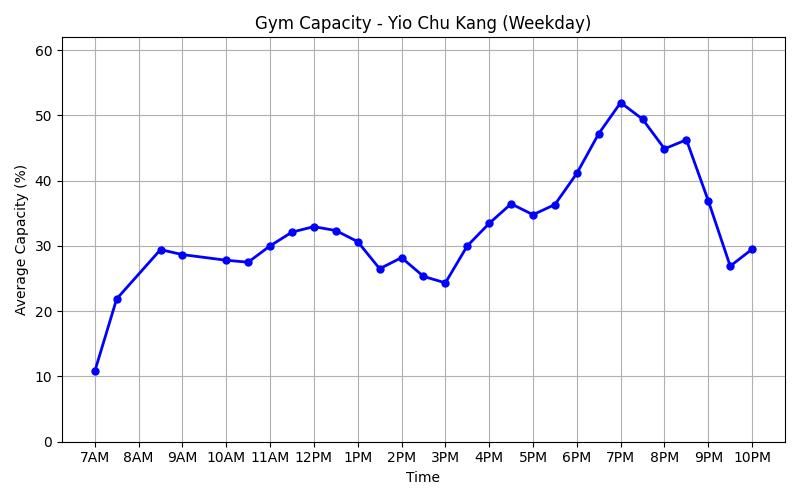 Gym Capacity - Yio Chu Kang (Weekday)
60
50
40
30
20
10
0
Average Capacity (%)
7AM 8AM 9AM 10AM 11AM 12PM 1PM 2PM 3PM 4PM 5PM 6PM 7PM 8PM 9PM 10PM
Time